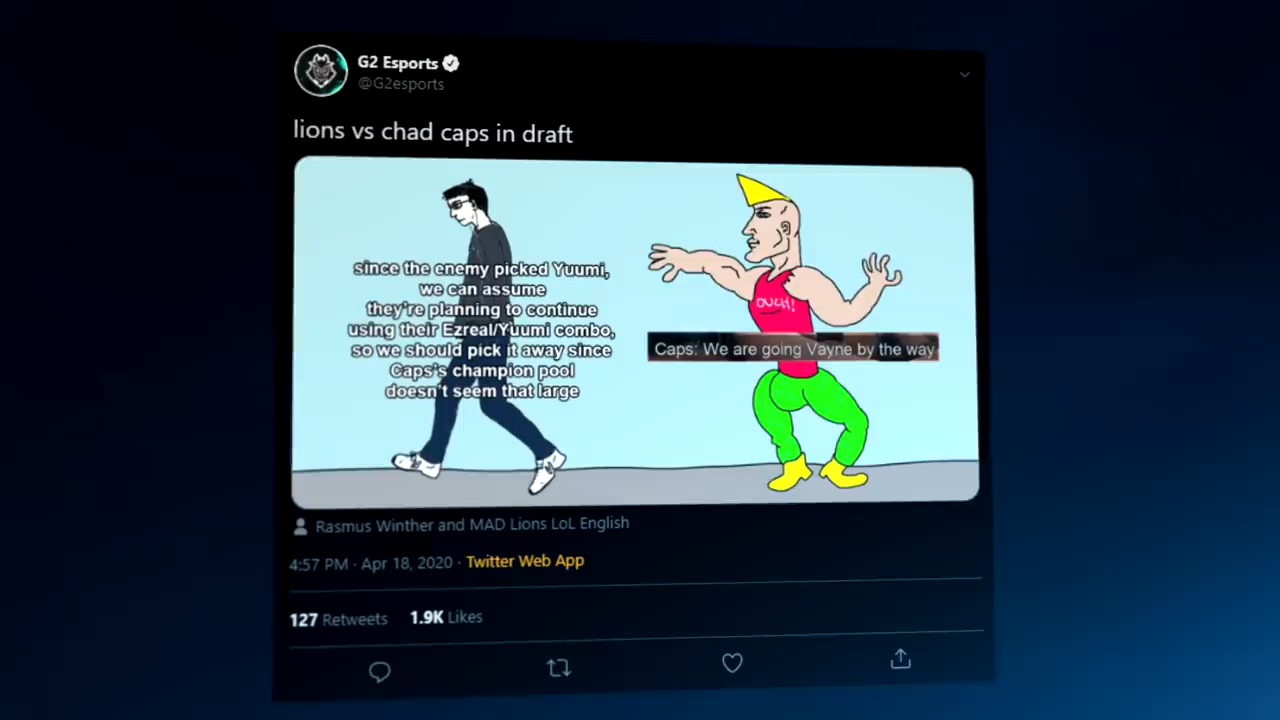 G2 Esports
@G2esports
lions vs chad caps in draft
since the enemy picked Yuumi,
we can assume
they're planning to continue
using their Ezreal/Yuumi combo,
so we should pick it away since
Caps's champion pool
doesn't seem that large
OUCH!
Caps: We are going Vayne by the way
Rasmus Winther and MAD Lions LoL English
4:57 PM · Apr 18, 2020 · Twitter Web App
127 Retweets 1.9K Likes